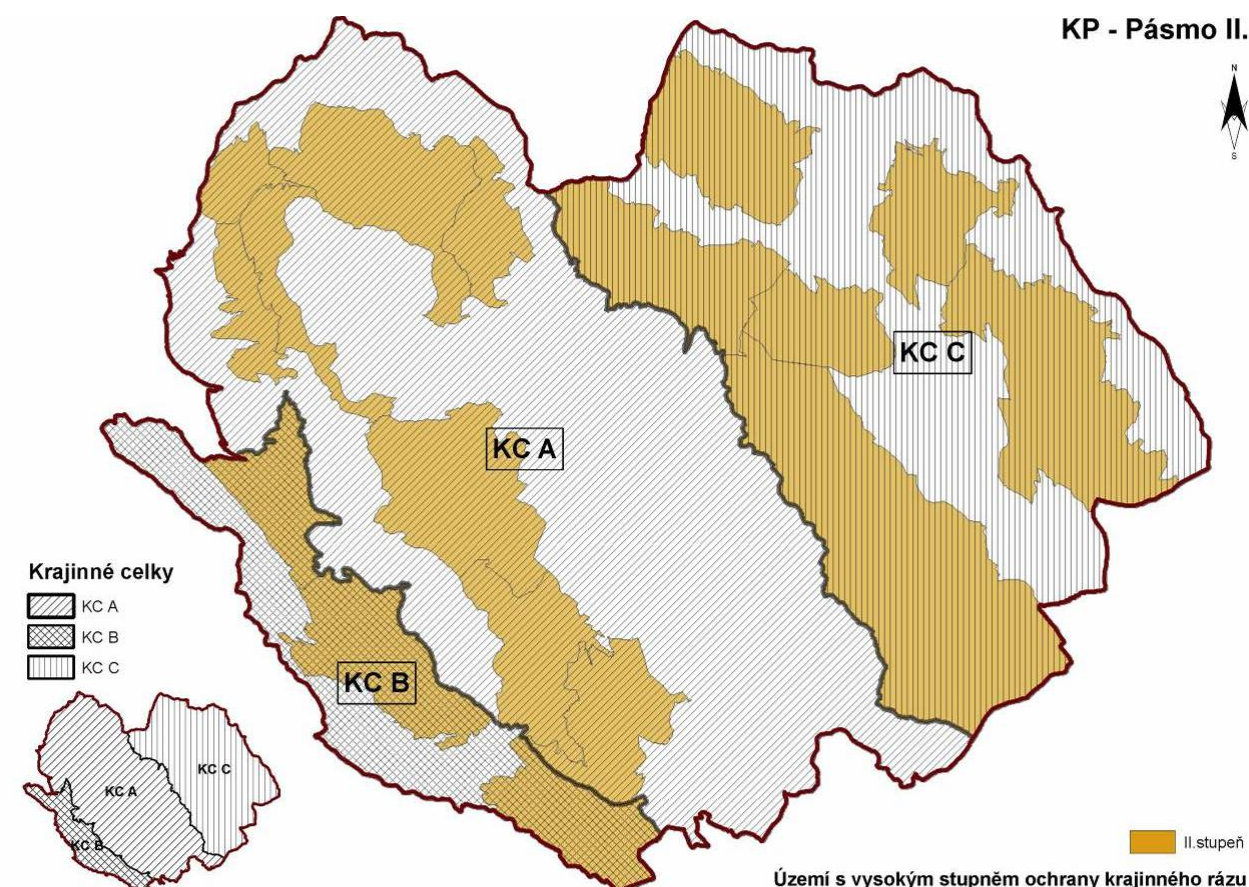 KP - Pásmo II.
N
S
KC C
KC A
KC B
Krajinné celky
KC A
KC B
KC C
KC C
KC A
KC B
II.stupeň
Území s vysokým stupněm ochrany krajinného rázu